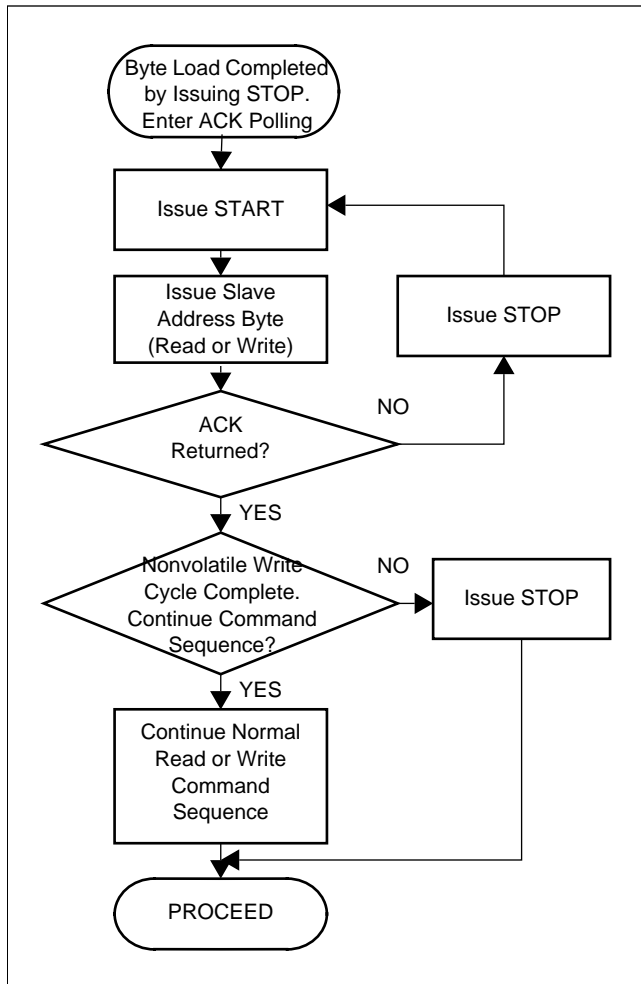 Byte Load Completed
by Issuing STOP.
Enter ACK Polling
Issue START
Issue Slave
Address Byte
(Read or Write)
Issue STOP
ACK
Returned?
NO
YES
Nonvolatile Write
Cycle Complete.
Continue Command
Sequence?
NO
Issue STOP
YES
Continue Normal
Read or Write
Command
Sequence
PROCEED